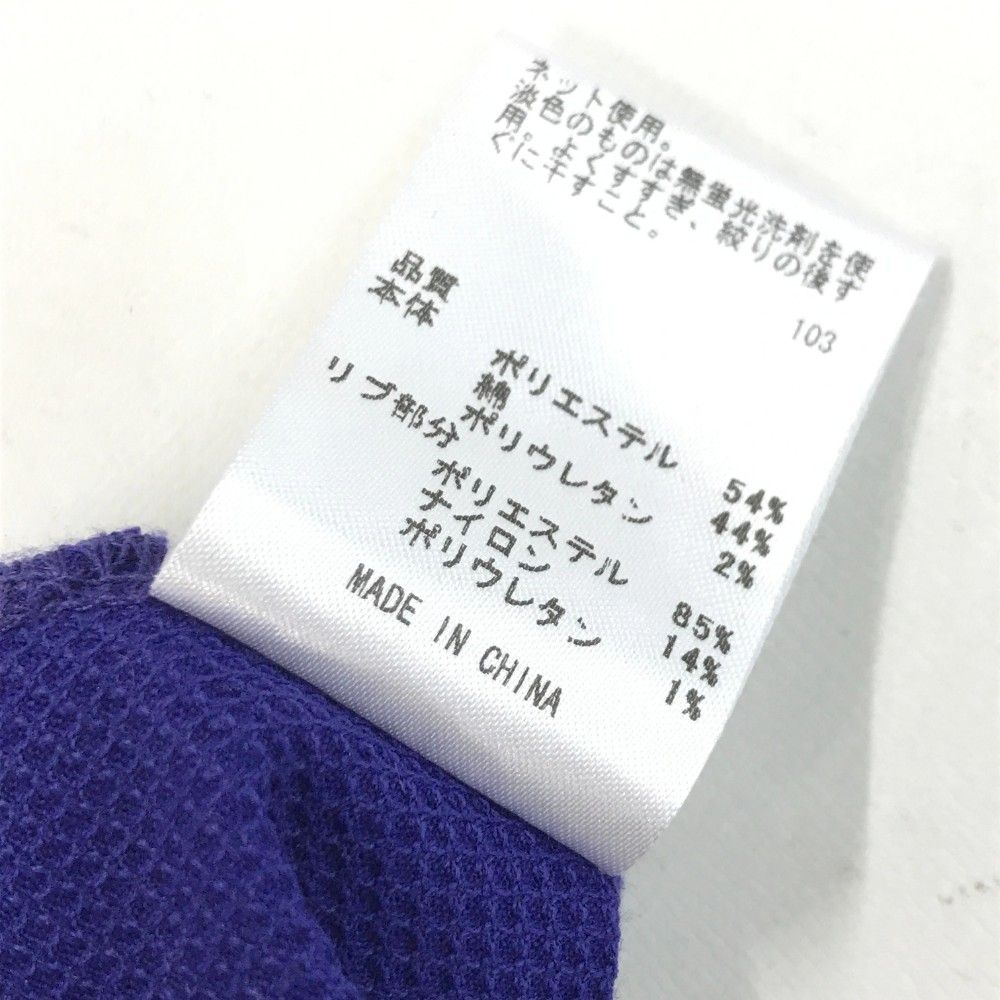 ネット使用。
淡色のものは無蛍光洗剤を使
用。よくすすぎ、絞りの後す
ぐに干すこと。
103
品質
本体
ポリエステル 54%
綿 44%
ポリウレタン 2%
リブ部分
ポリエステル 85%
ナイロン 14%
ポリウレタン 1%
MADE IN CHINA